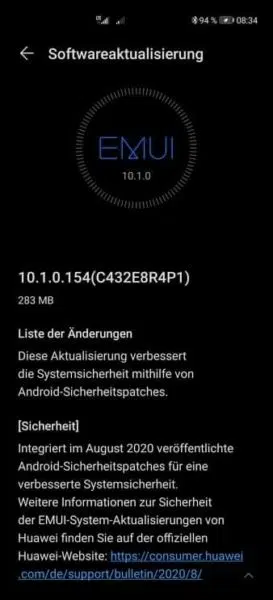 94 % 08:34
← Softwareaktualisierung
EMUI
10.1.0
10.1.0.154(C432E8R4P1)
283 MB
Liste der Änderungen
Diese Aktualisierung verbessert
die Systemsicherheit mithilfe von
Android-Sicherheitspatches.
[Sicherheit]
Integriert im August 2020 veröffentlichte
Android-Sicherheitspatches für eine
verbesserte Systemsicherheit.
Weitere Informationen zur Sicherheit
der EMUI-System-Aktualisierungen von
Huawei finden Sie auf der offiziellen
Huawei-Website: https://consumer.huawei
.com/de/support/bulletin/2020/8/